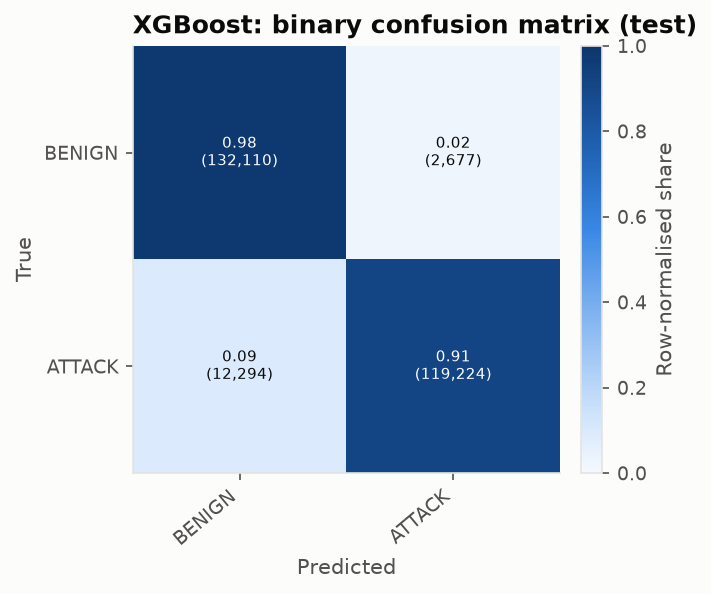 XGBoost: binary confusion matrix (test)
BENIGN
0.98
(132,110)
0.02
(2,677)
ATTACK
0.09
(12,294)
0.91
(119,224)
True
BENIGN
ATTACK
Predicted
1.0
0.8
0.6
0.4
0.2
0.0
Row-normalised share